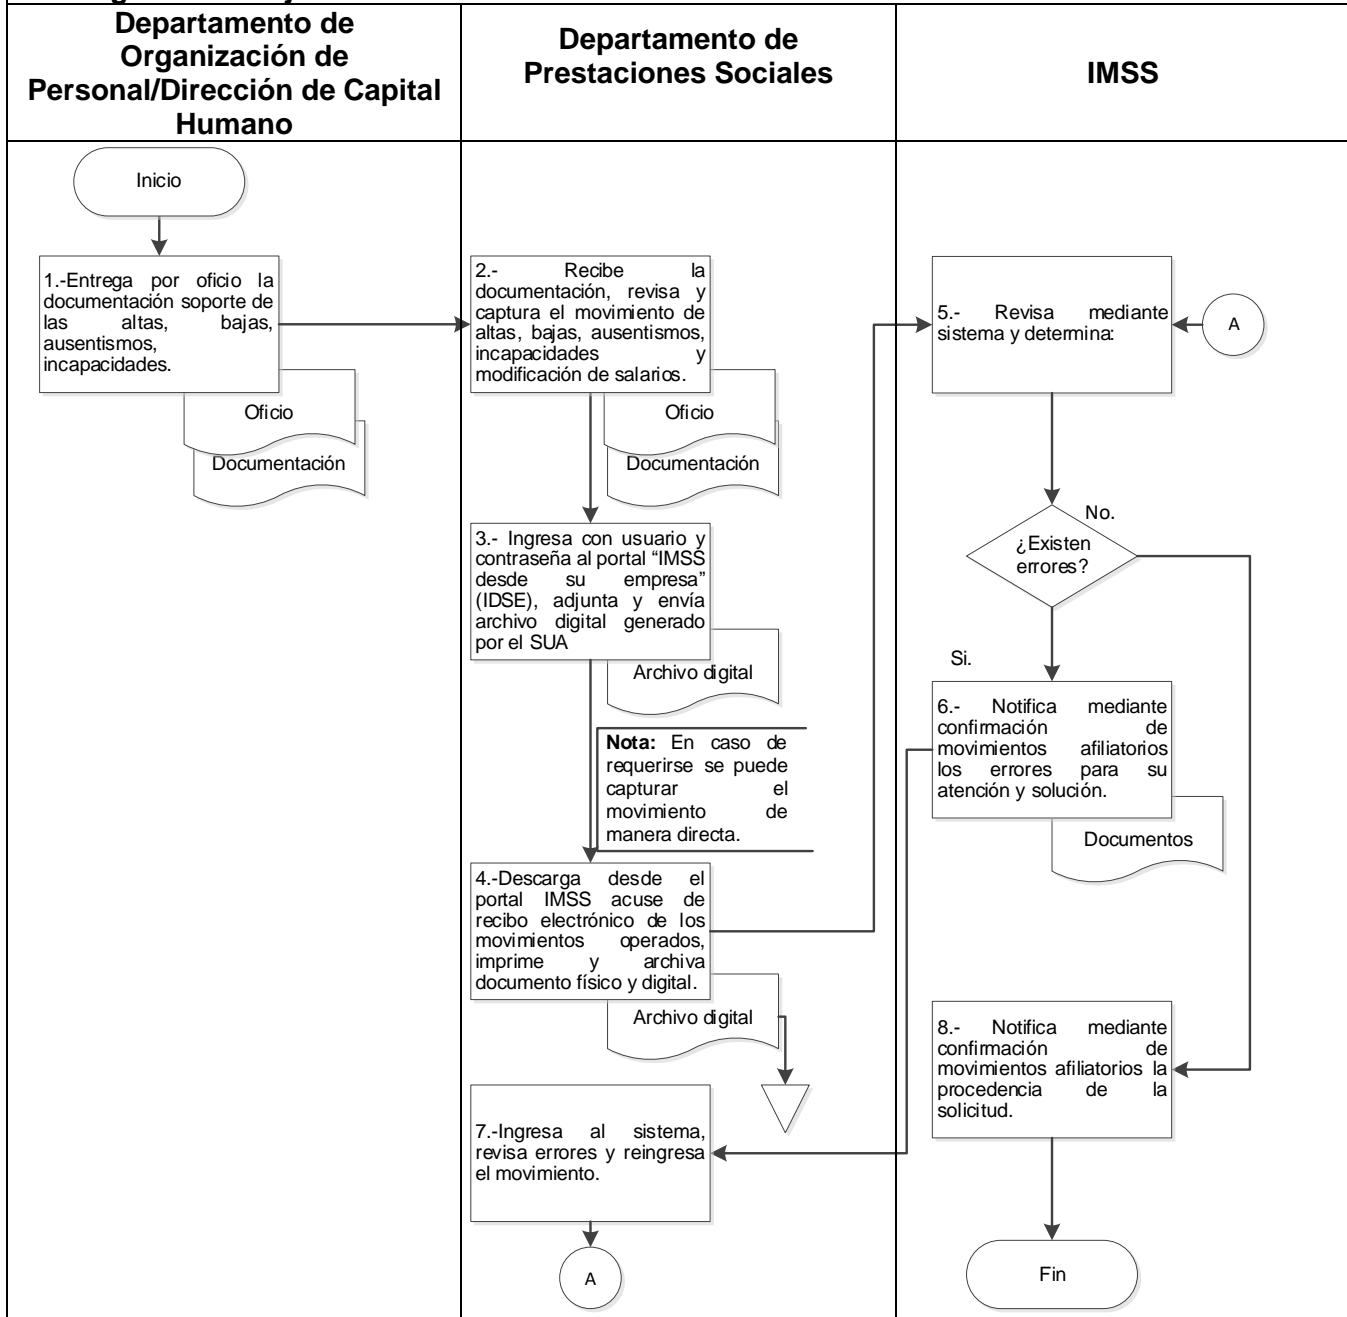 Departamento de
Organización de
Personal/Dirección de Capital
Humano
Departamento de
Prestaciones Sociales
IMSS
Inicio
1.-Entrega por oficio la
documentación soporte de
las altas, bajas,
ausentismos,
incapacidades.
Oficio
Documentación
2.- Recibe la
documentación, revisa y
captura el movimiento de
altas, bajas, ausentismos,
incapacidades y
modificación de salarios.
Oficio
Documentación
3.- Ingresa con usuario y
contraseña al portal “IMSS
desde su empresa”
(IDSE), adjunta y envía
archivo digital generado
por el SUA
Archivo digital
Nota: En caso de
requerirse se puede
capturar el
movimiento de
manera directa.
4.-Descarga desde el
portal IMSS acuse de
recibo electrónico de los
movimientos operados,
imprime y archiva
documento físico y digital.
Archivo digital
5.- Revisa mediante
sistema y determina:
A
¿Existen
errores?
No.
Si.
6.- Notifica mediante
confirmación de
movimientos afiliatorios
los errores para su
atención y solución.
Documentos
7.-Ingresa al sistema,
revisa errores y reingresa
el movimiento.
A
8.- Notifica mediante
confirmación de
movimientos afiliatorios la
procedencia de la
solicitud.
Fin